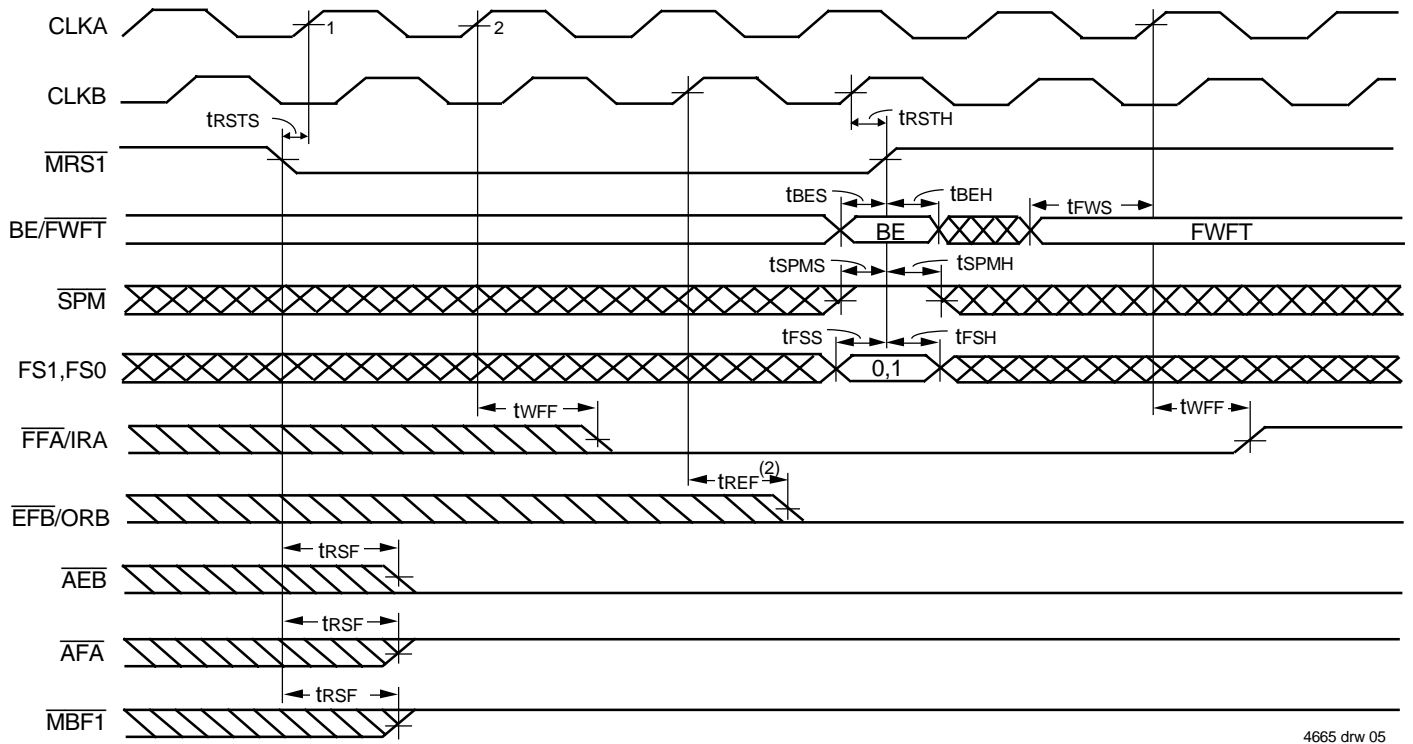 CLKA 1 2
CLKB
tRSTS tRSTH
MRS1
tBES tBEH tFWS
BE/FWFT BE FWFT
tSPMS tSPMH
SPM
tFSS tFSH
FS1,FS0 0,1
tWFF tWFF
FFA/IRA
tREF(2)
EFB/ORB
tRSF
AEB
tRSF
AFA
tRSF
MBF1
4665 drw 05